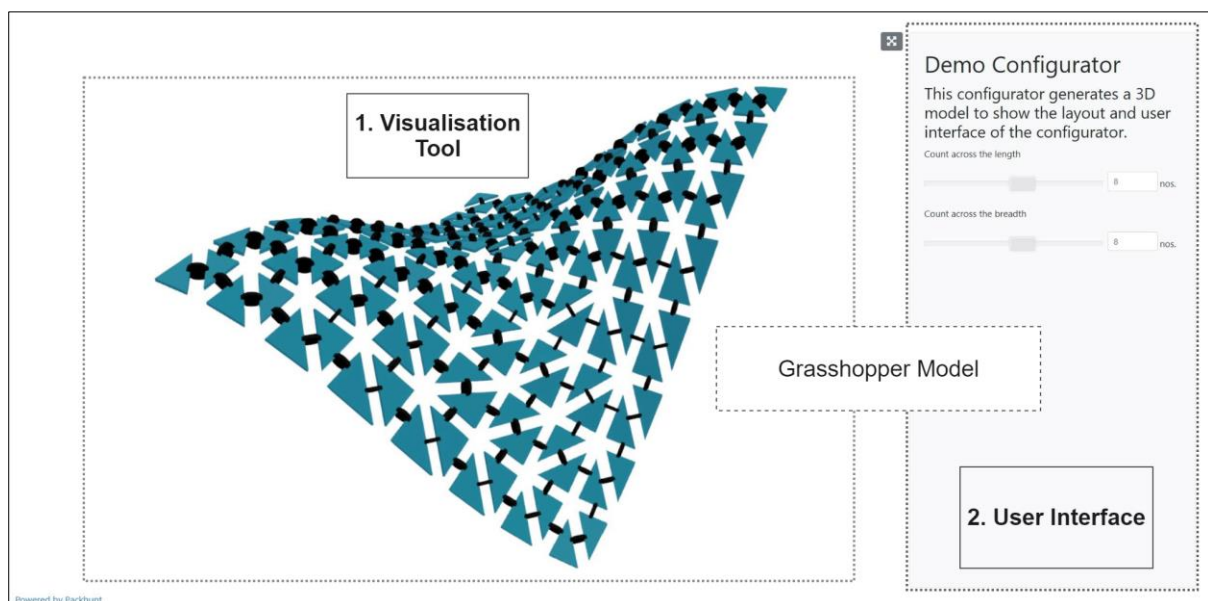 1. Visualisation
Tool
Demo Configurator
This configurator generates a 3D
model to show the layout and user
interface of the configurator.
Count across the length
8 nos.
Count across the breadth
8 nos.
Grasshopper Model
2. User Interface
Powered by Packhunt